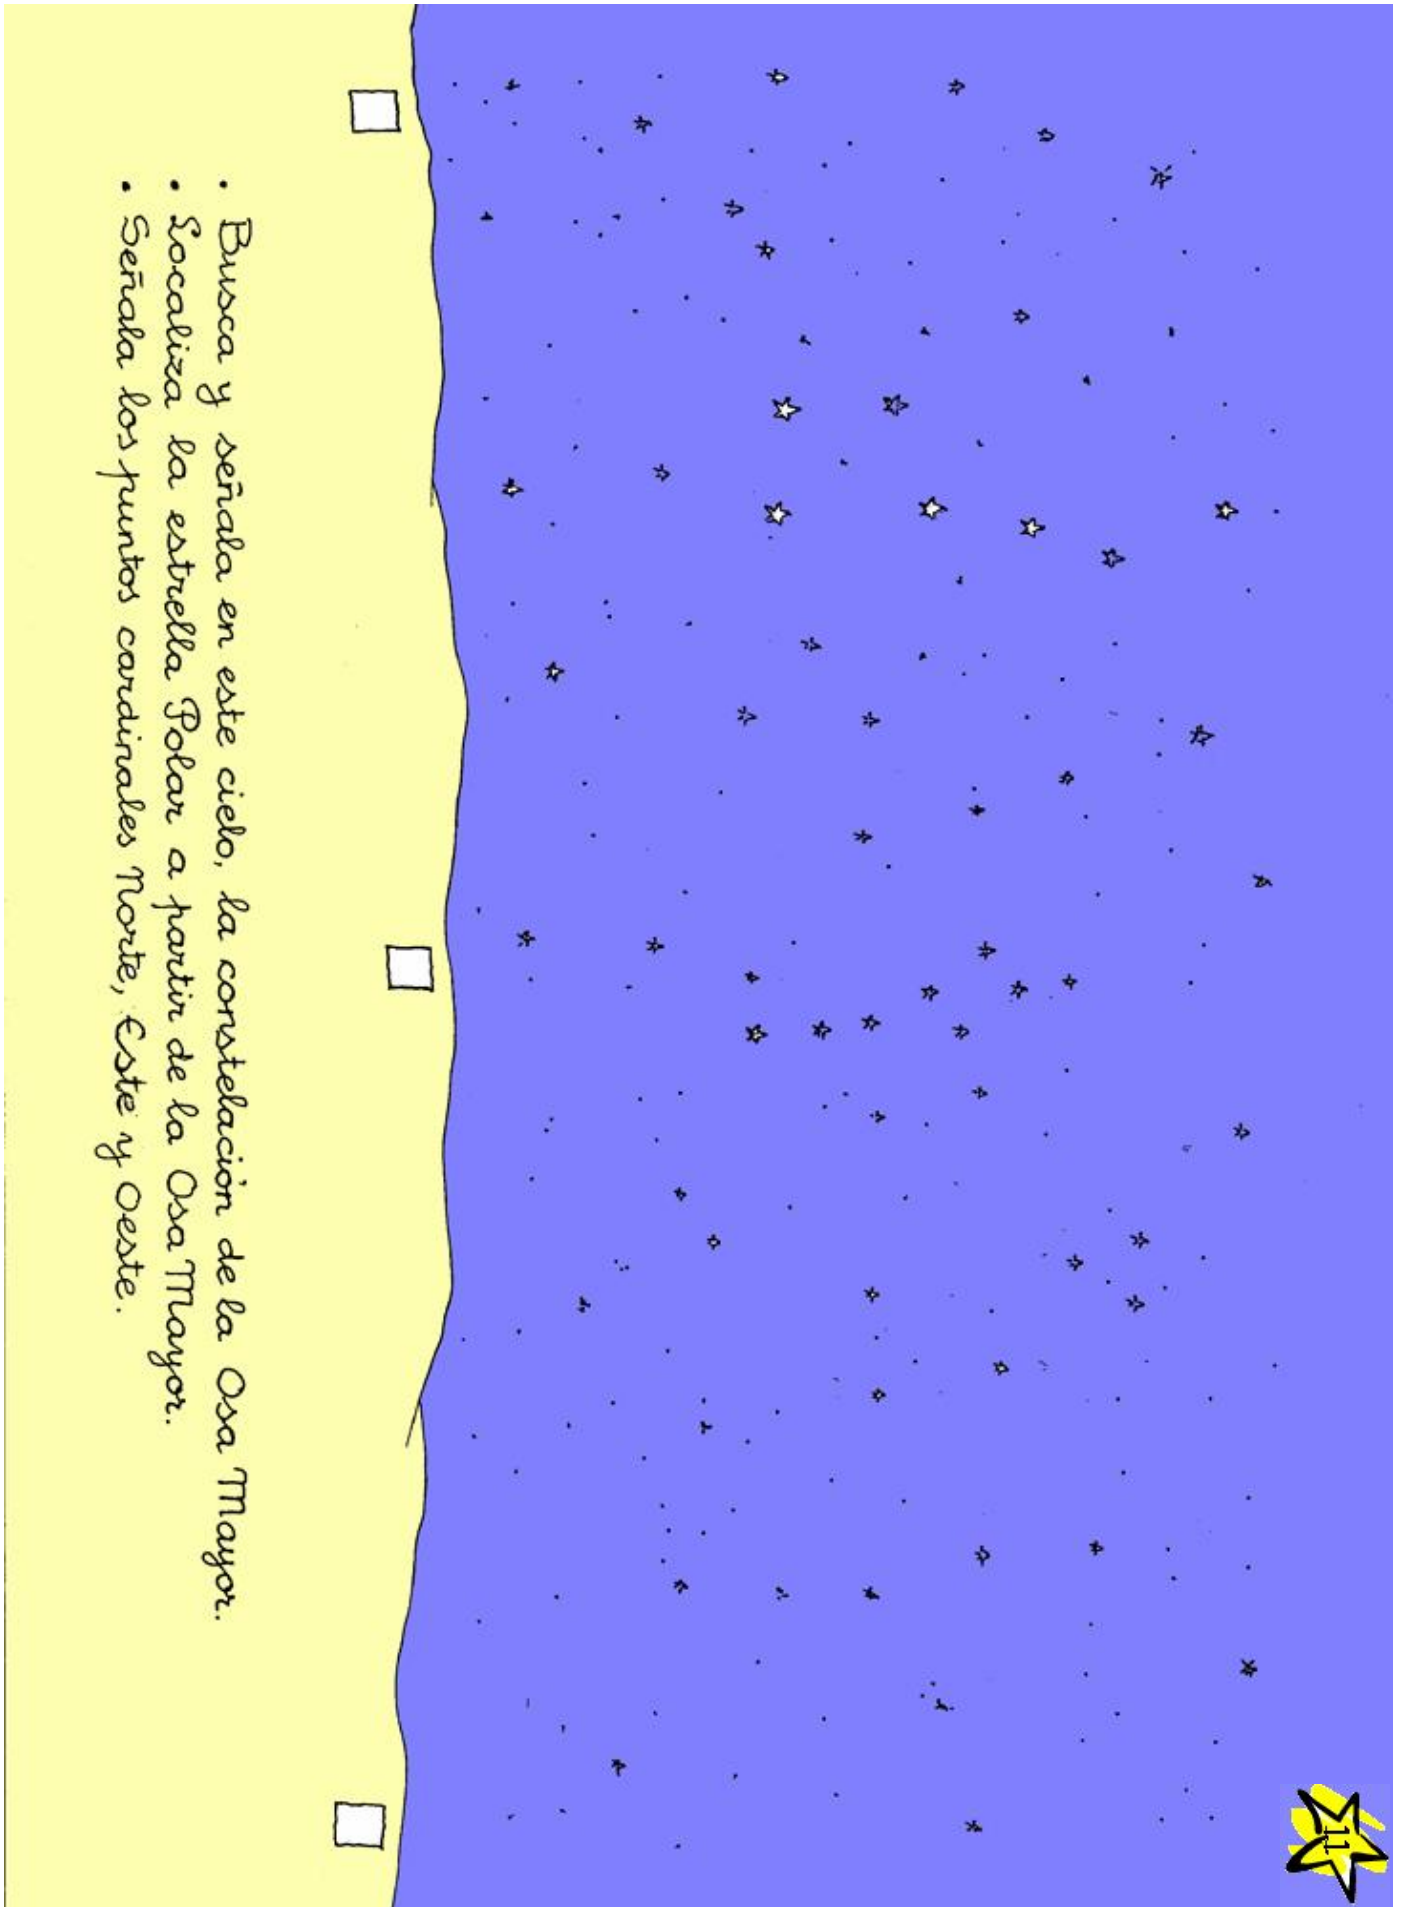 11
· Busca y señala en este cielo, la constelación de la Osa Mayor.
· Localiza la estrella Polar a partir de la Osa Mayor.
· Señala los puntos cardinales Norte, Este y Oeste.